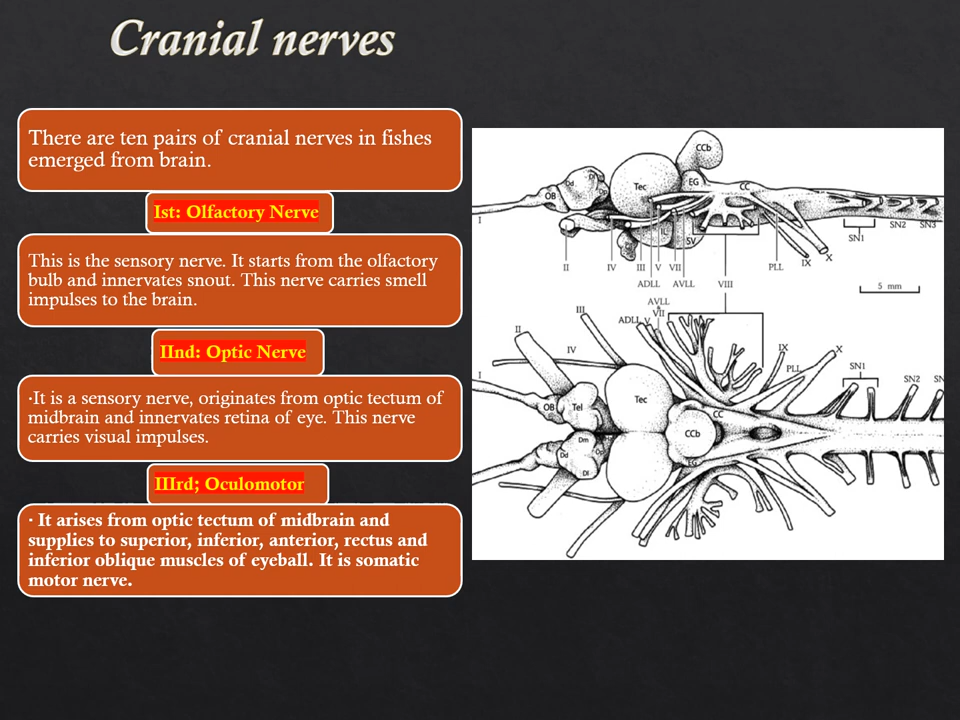 Cranial nerves
There are ten pairs of cranial nerves in fishes
emerged from brain.
Ist: Olfactory Nerve
This is the sensory nerve. It starts from the olfactory
bulb and innervates snout. This nerve carries smell
impulses to the brain.
IInd: Optic Nerve
·It is a sensory nerve, originates from optic tectum of
midbrain and innervates retina of eye. This nerve
carries visual impulses.
IIIrd; Oculomotor
· It arises from optic tectum of midbrain and
supplies to superior, inferior, anterior, rectus and
inferior oblique muscles of eyeball. It is somatic
motor nerve.
CCb
OB Dd Dl Tec EG CC
I
SV
SN1 SN2 SN3
II IV III V VII PLL IX X
ADLL AVLL VIII
5 mm
AVLL
III ADLL V VII
II IV IX X
PLL SN1
I SN2 SN
Tec
OB Tel CC
CCb
Dm
Dd Dl
EG